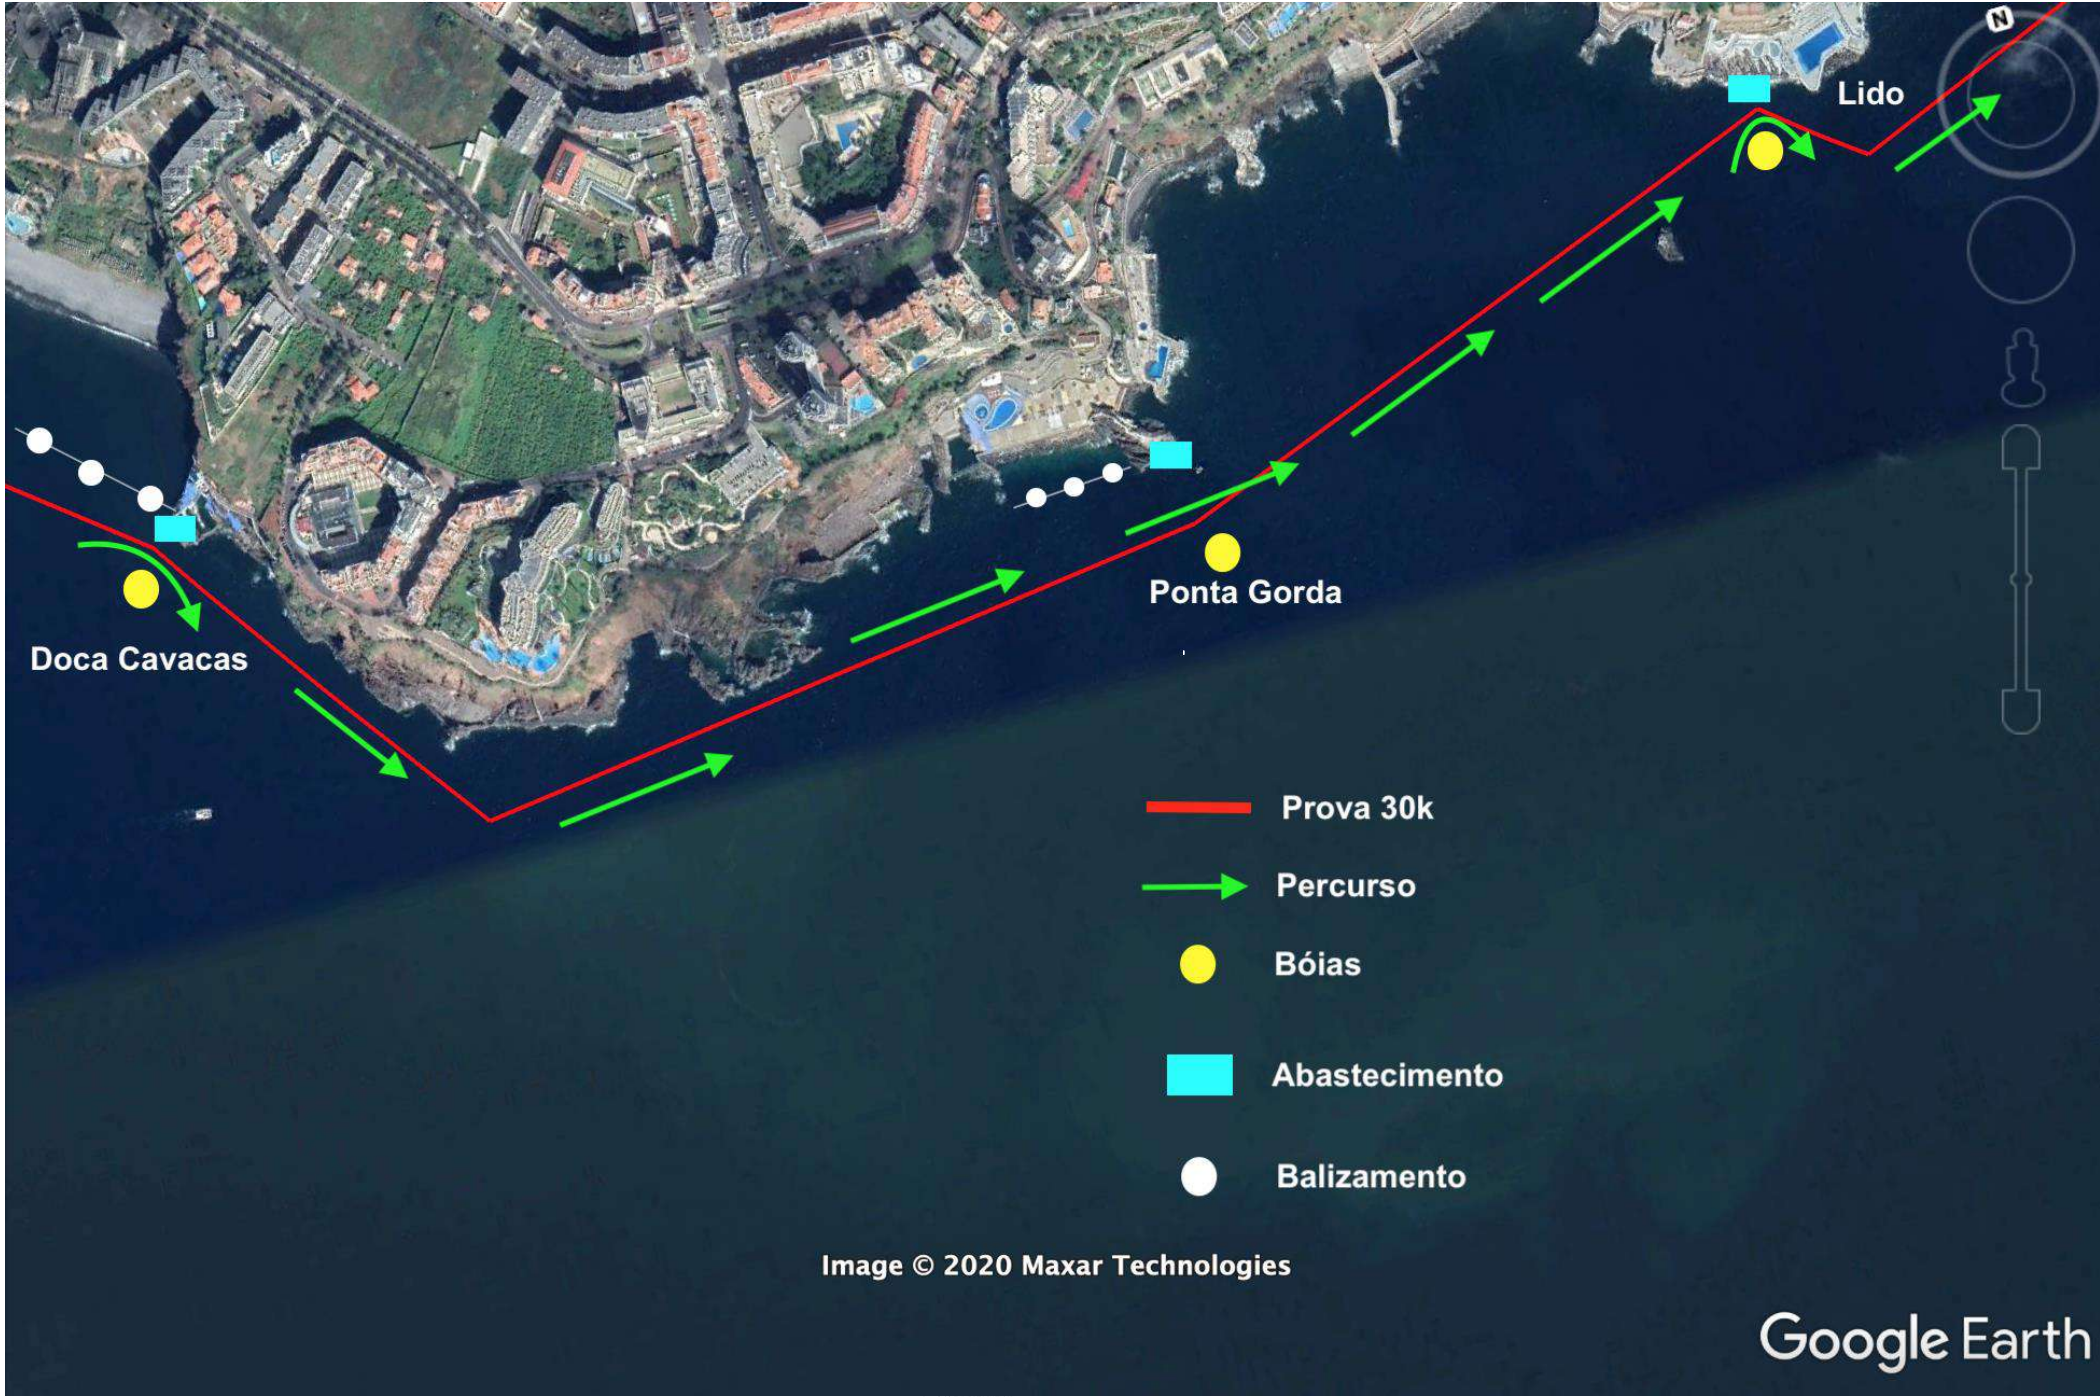 N
Lido
Ponta Gorda
Doca Cavacas
Prova 30k
Percurso
Bóias
Abastecimento
Balizamento
Image © 2020 Maxar Technologies
Google Earth